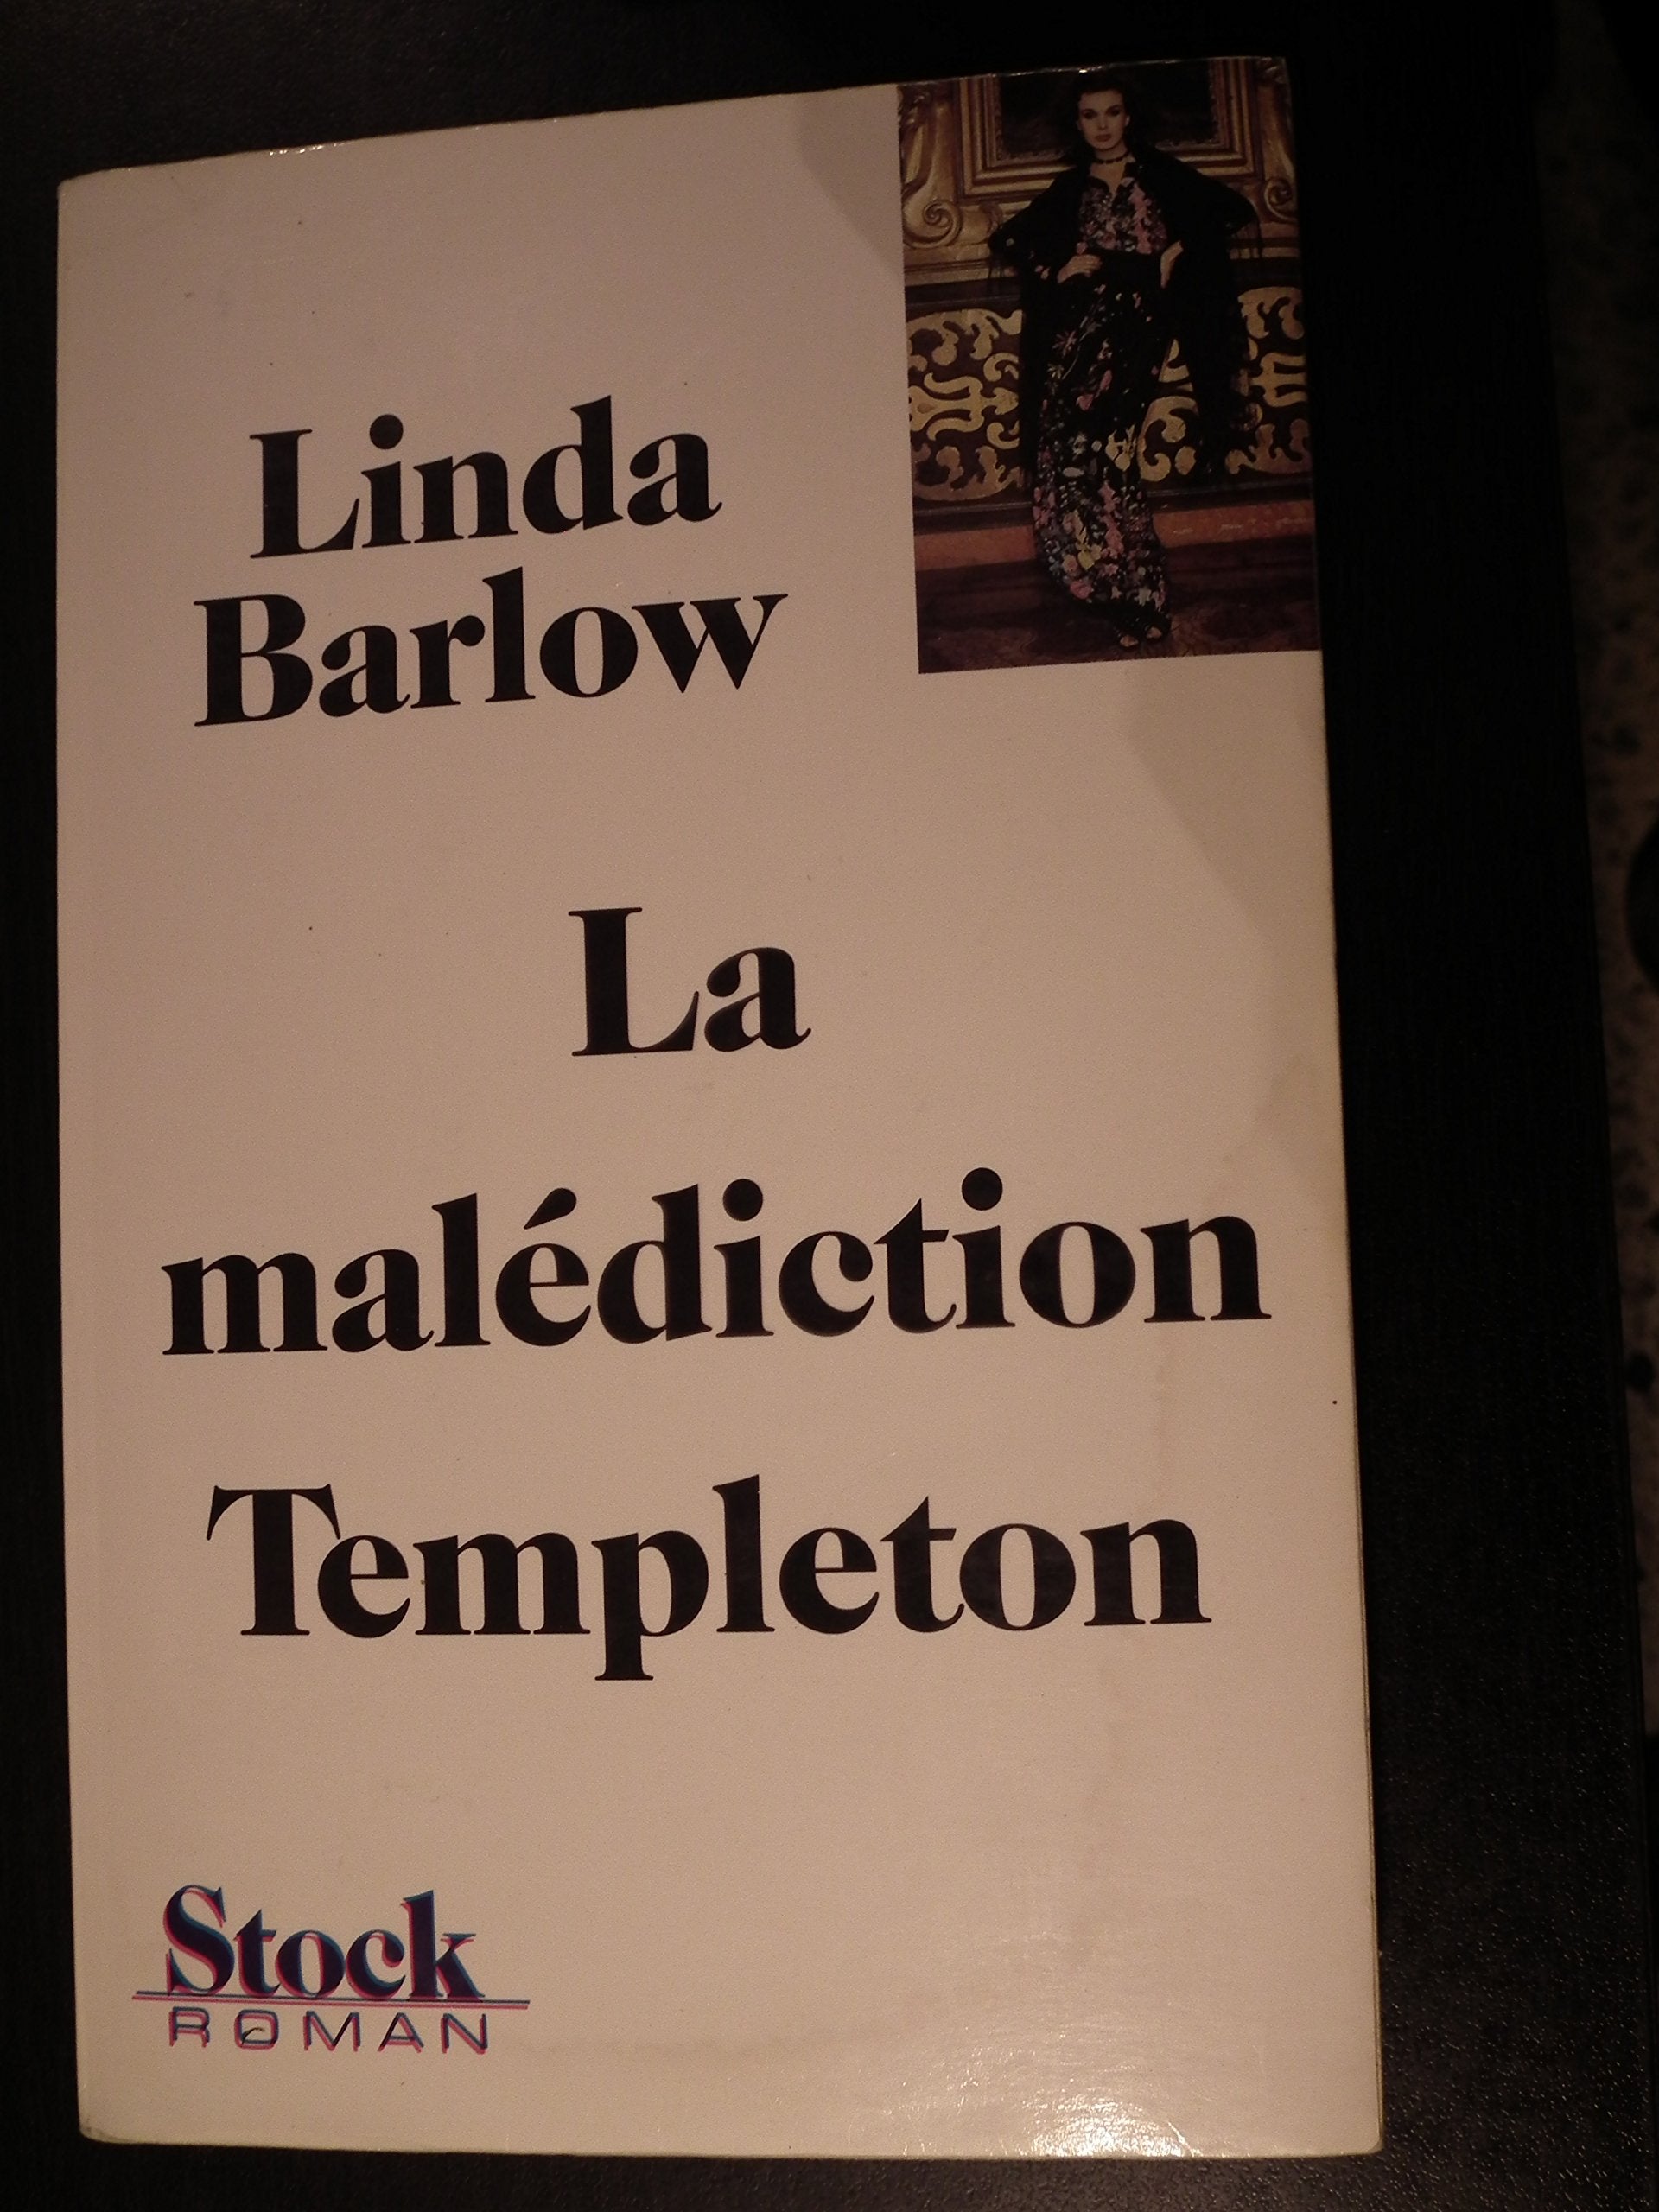 Linda
Barlow
La
malédiction
Templeton
Stock
ROMAN